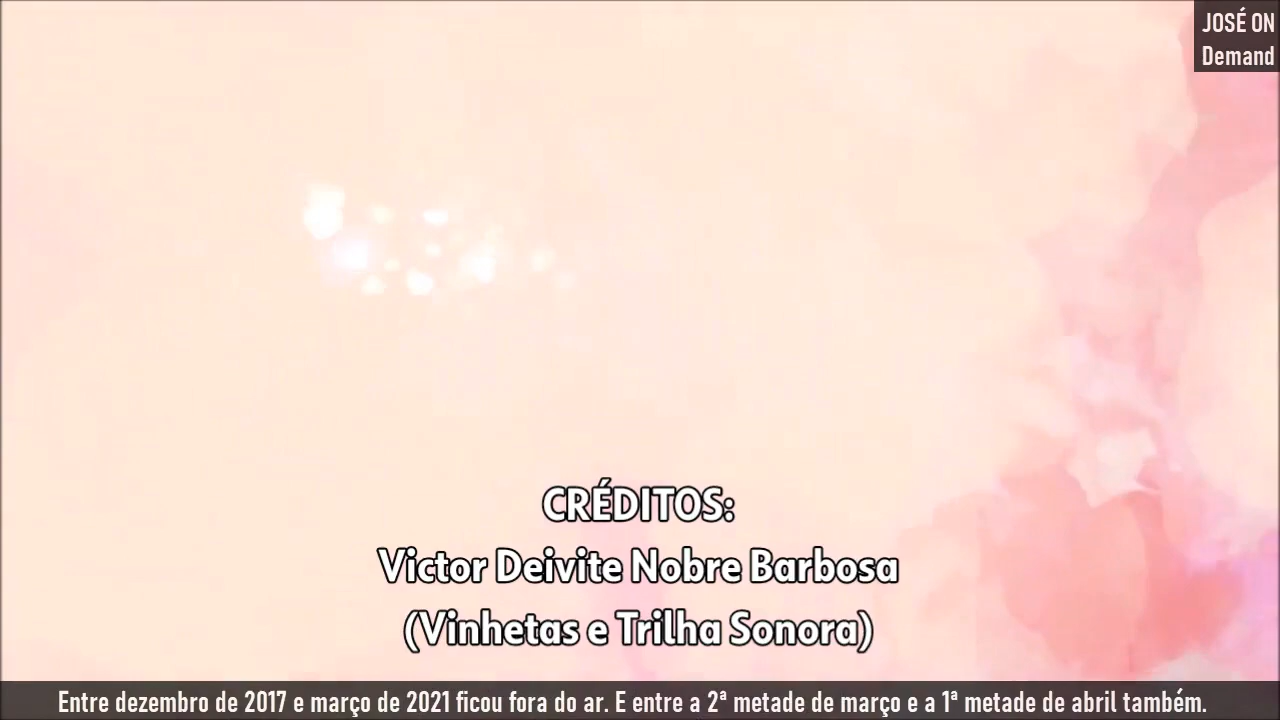 JOSÉ ON
Demand
CRÉDITOS:
Victor Deivite Nobre Barbosa
(Vinhetas e Trilha Sonora)
Entre dezembro de 2017 e março de 2021 ficou fora do ar. E entre a 2ª metade de março e a 1ª metade de abril também.